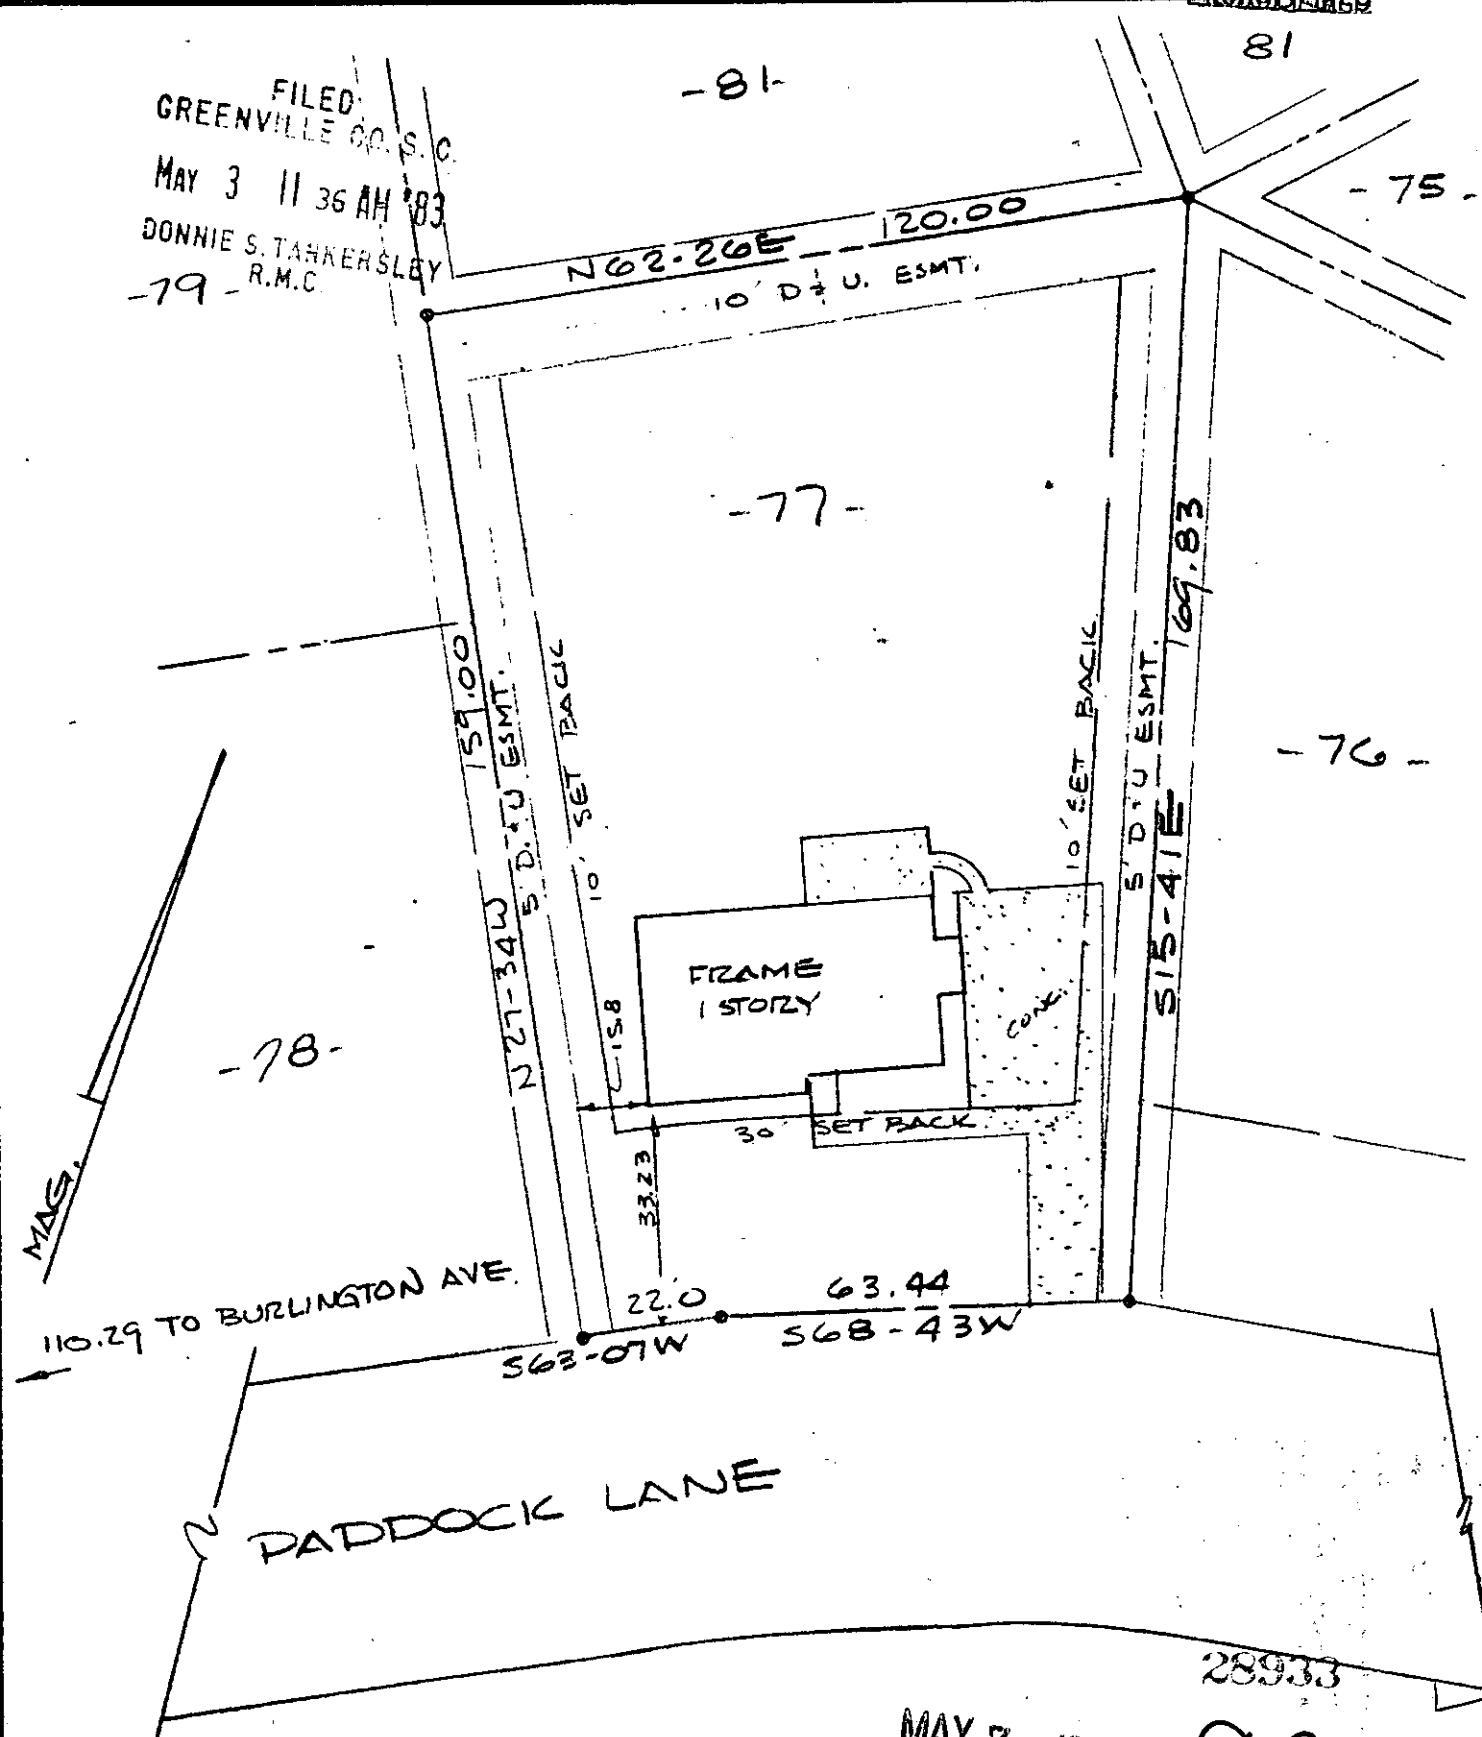 81
-81-
FILED
GREENVILLE CO. S. C.
MAY 3 11 36 AM '83
DONNIE S. TANKERSLEY
R.M.C.
-79-
-75-
N62-26E 120.00
10' D & U. ESMT.
-77-
159.00
N27-34W
5' D. & U ESMT.
10' SET BACK
10' SET BACK
5' D & U ESMT.
S15-41E 169.83
-76-
-78-
FRAME
1 STORY
CONC.
15.8
30' SET BACK
33.23
MAG.
110.29 TO BURLINGTON AVE.
22.0
63.44
S63-07W
S68-43W
PADDOCK LANE
28933
MAY